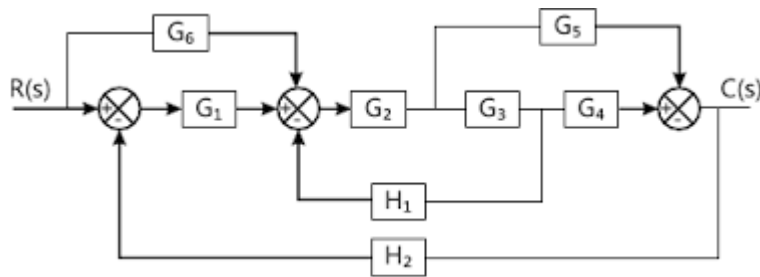 G₆
G₅
R(s)
C(s)
+
-
G₁
+
-
G₂
G₃
G₄
+
-
H₁
H₂